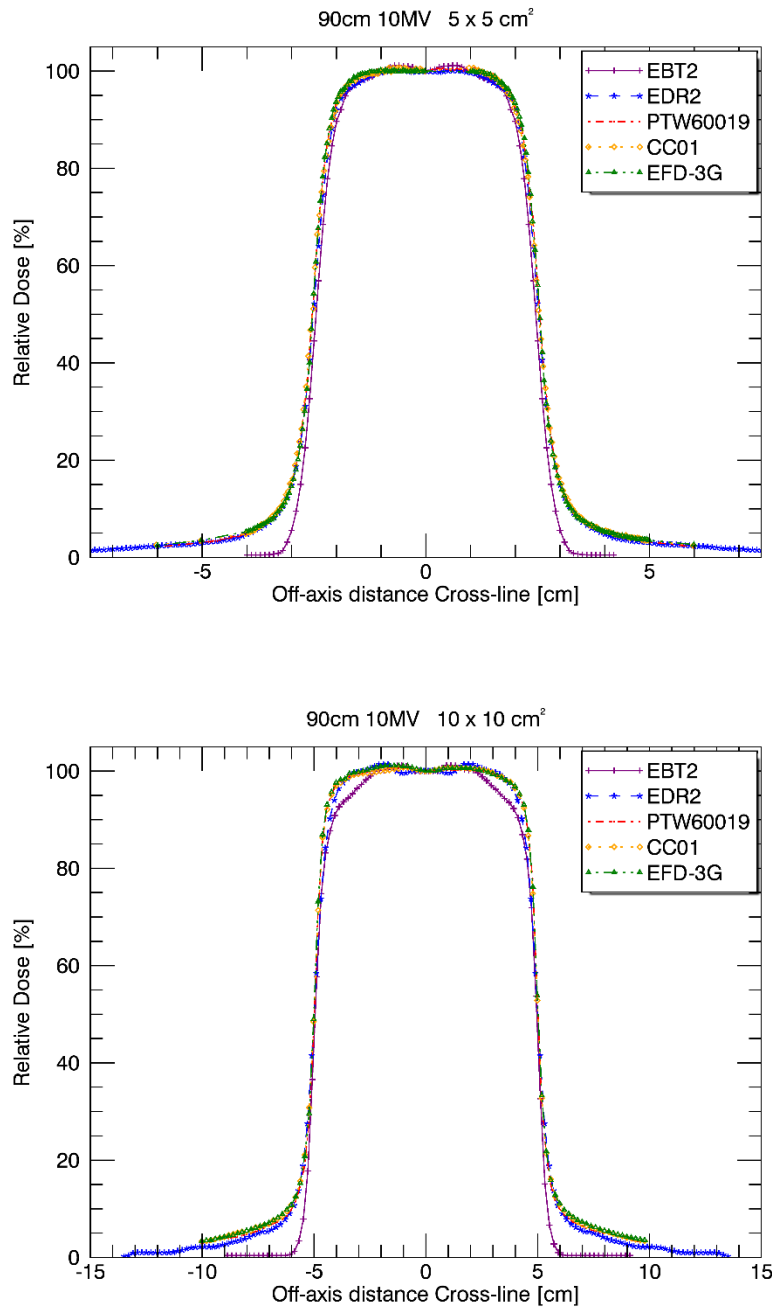 90cm 10MV 5 x 5 cm²
100
80
60
40
20
0
Relative Dose [%]
EBT2
EDR2
PTW60019
CC01
EFD-3G
-5 0 5
Off-axis distance Cross-line [cm]
90cm 10MV 10 x 10 cm²
100
80
60
40
20
0
Relative Dose [%]
EBT2
EDR2
PTW60019
CC01
EFD-3G
-15 -10 -5 0 5 10 15
Off-axis distance Cross-line [cm]